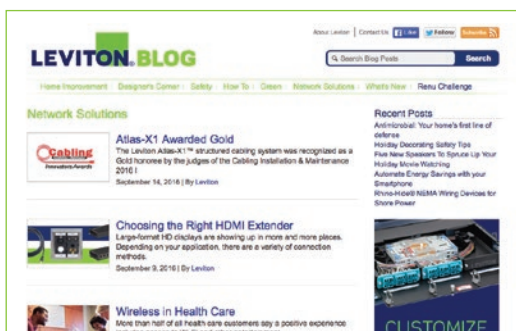 About Leviton | Contact Us Like Follow Subscribe
LEVITON. BLOG
Search Blog Posts Search
Home Improvement Designer's Corner Safety How To Green Network Solutions What's New Renu Challenge
Network Solutions
Recent Posts
Antimicrobial: Your home's first line of
defense
Holiday Decorating Safety Tips
Five New Speakers To Spruce Up Your
Holiday Movie Watching
Automate Energy Savings with your
Smartphone
Rhino-Hide® NEMA Wiring Devices for
Shore Power
Cabling
Innovators Awards
Atlas-X1 Awarded Gold
The Leviton Atlas-X1™ structured cabling system was recognized as a
Gold honoree by the judges of the Cabling Installation & Maintenance
2016 I
September 14, 2016 | By Leviton
Choosing the Right HDMI Extender
Large-format HD displays are showing up in more and more places.
Depending on your application, there are a variety of connection
methods.
September 9, 2016 | By Leviton
Wireless in Health Care
More than half of all health care customers say a positive experience
CUSTOMIZE